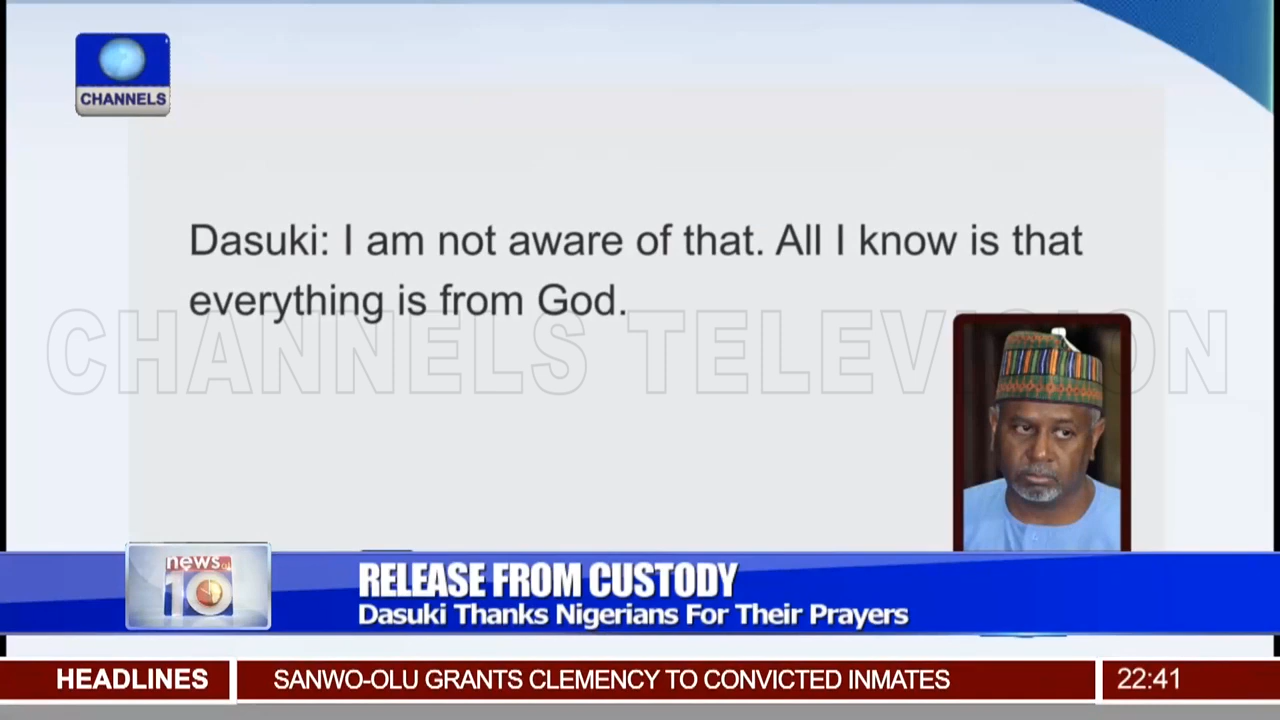 CHANNELS
Dasuki: I am not aware of that. All I know is that
everything is from God.
CHANNELS TELEVISION
news at
10
RELEASE FROM CUSTODY
Dasuki Thanks Nigerians For Their Prayers
HEADLINES
SANWO-OLU GRANTS CLEMENCY TO CONVICTED INMATES
22:41